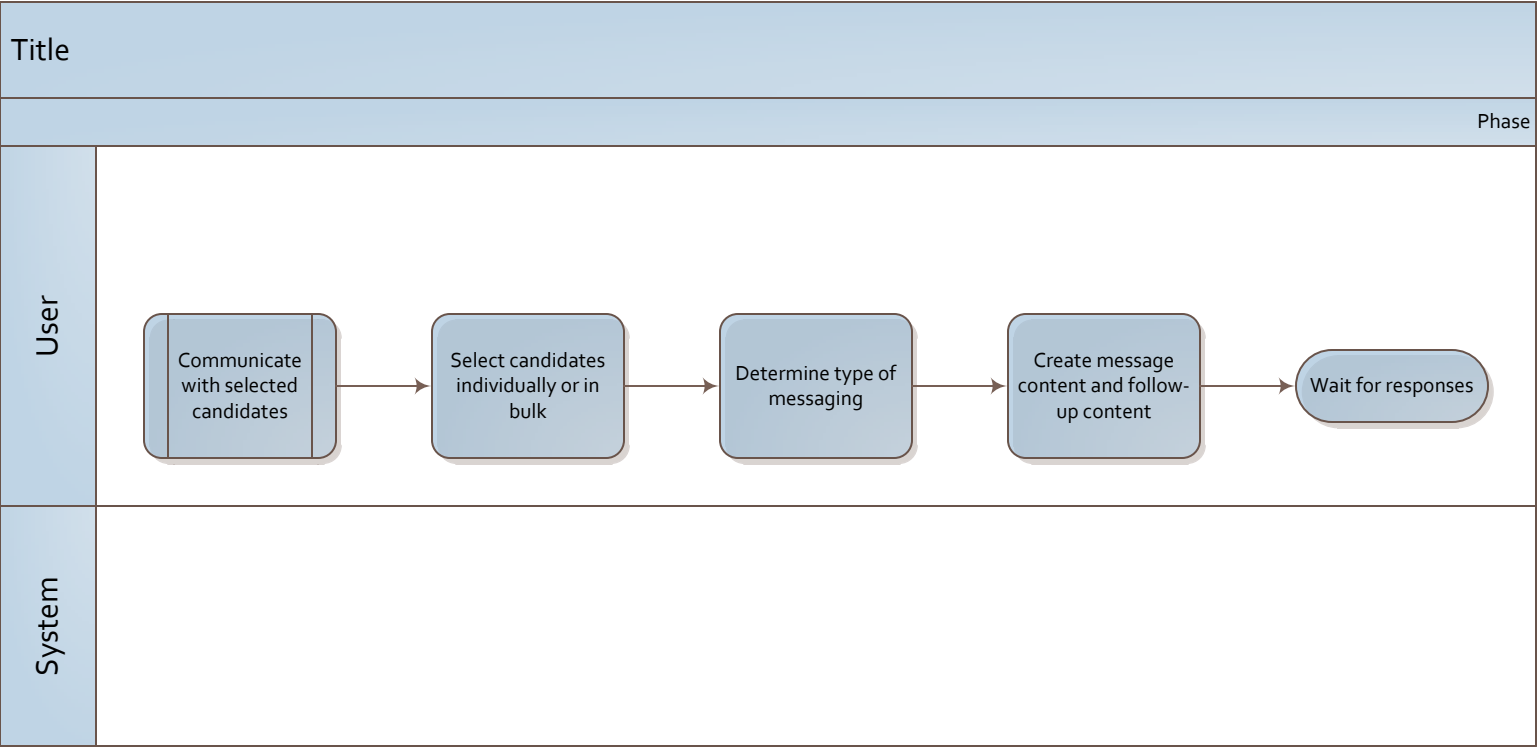 Title
Phase
User
Communicate
with selected
candidates
Select candidates
individually or in
bulk
Determine type of
messaging
Create message
content and follow-
up content
Wait for responses
System